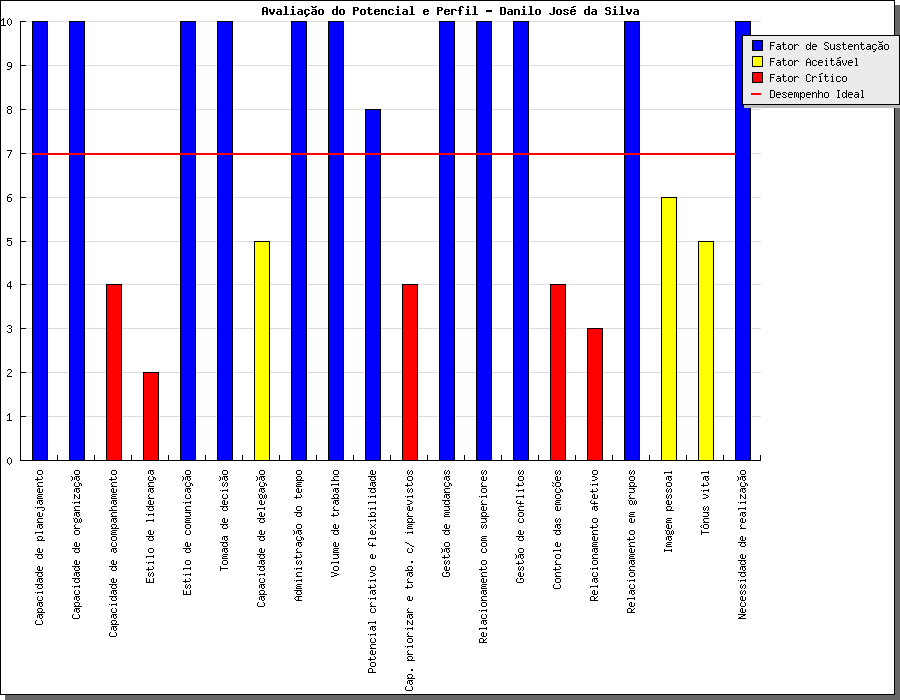 Avaliação do Potencial e Perfil - Danilo José da Silva
10
9
8
7
6
5
4
3
2
1
0
Fator de Sustentação
Fator Aceitável
Fator Crítico
Desempenho Ideal
Capacidade de planejamento
Capacidade de organização
Capacidade de acompanhamento
Estilo de liderança
Estilo de comunicação
Tomada de decisão
Capacidade de delegação
Administração do tempo
Volume de trabalho
Potencial criativo e flexibilidade
Cap. priorizar e trab. c/ imprevistos
Gestão de mudanças
Relacionamento com superiores
Gestão de conflitos
Controle das emoções
Relacionamento afetivo
Relacionamento em grupos
Imagem pessoal
Tônus vital
Necessidade de realização